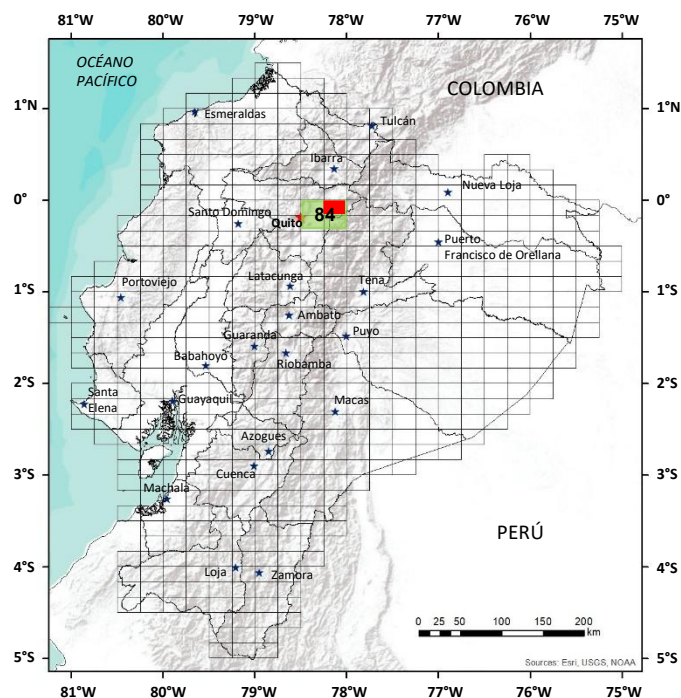 81°W 80°W 79°W 78°W 77°W 75°W
OCÉANO
PACÍFICO
COLOMBIA
1°N 1°N
Esmeraldas
Tulcán
Ibarra
Nueva Loja
0° 0°
Santo Domingo
Quito
84
Puerto
Francisco de Orellana
Latacunga
Tena
Portoviejo
1°S 1°S
Ambato
Guaranda
Puyo
Babahoyo
Riobamba
2°S 2°S
Santa
Elena
Guayaquil
Macas
Azogues
3°S 3°S
Cuenca
Machala
PERÚ
4°S 4°S
Loja
Zamora
0 25 50 100 150 200
km
5°S 5°S
Sources: Esri, USGS, NOAA
81°W 80°W 79°W 78°W 77°W 76°W 75°W